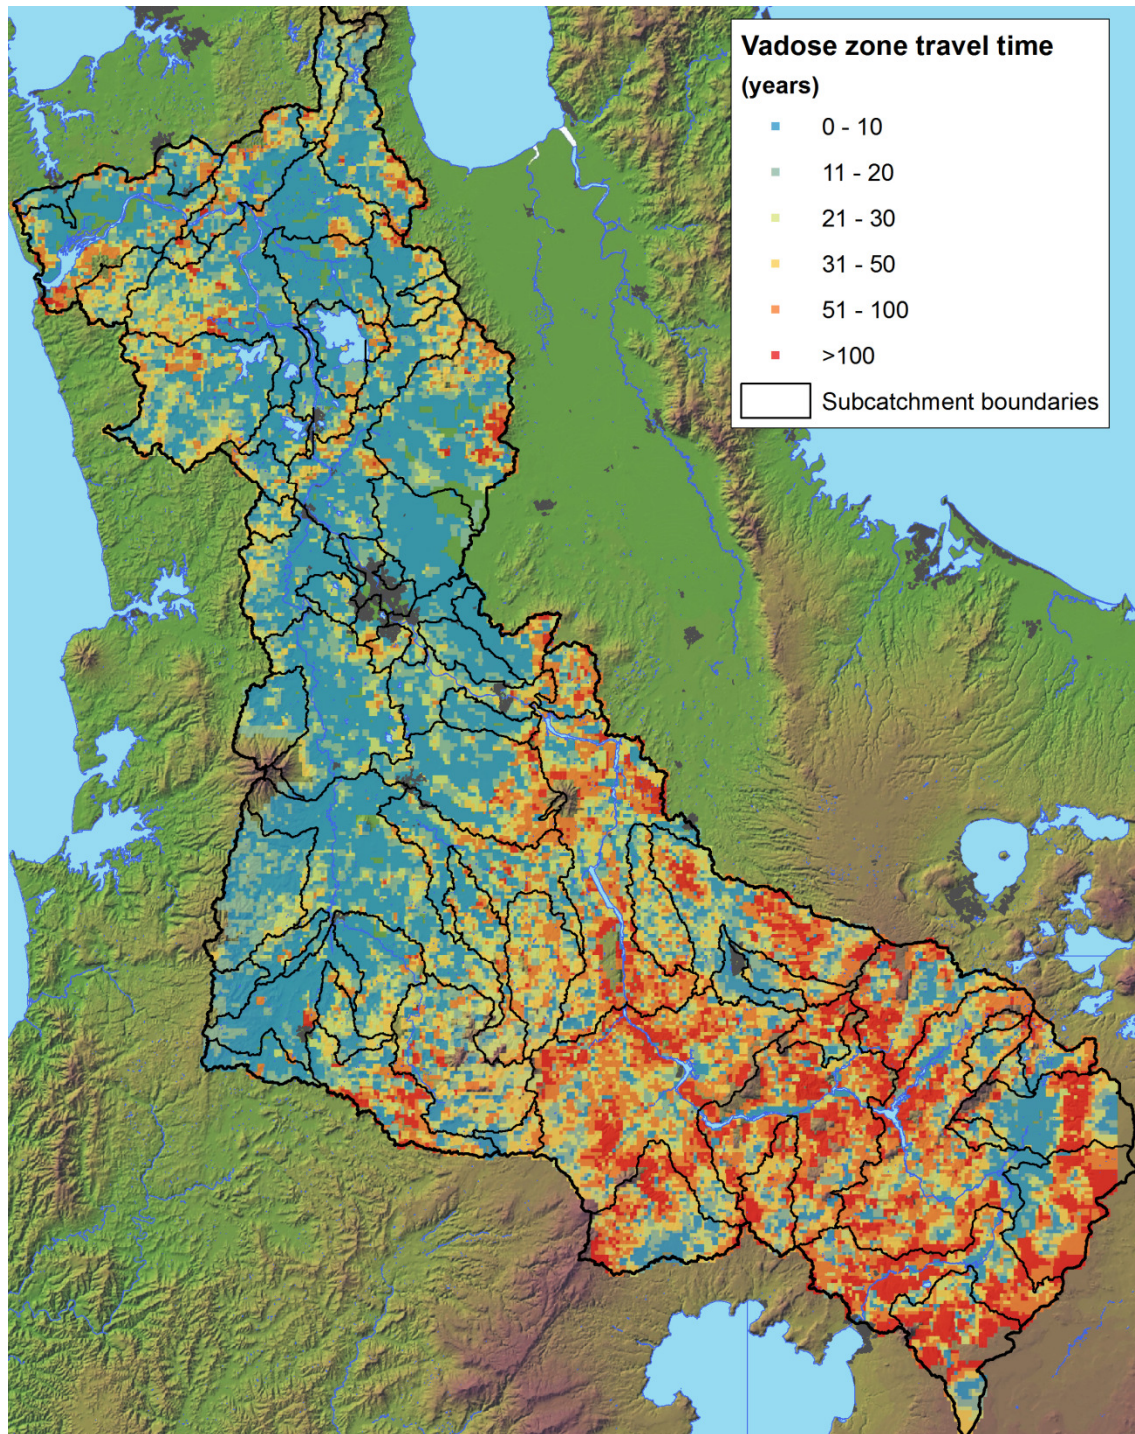 Vadose zone travel time
(years)
0 - 10
11 - 20
21 - 30
31 - 50
51 - 100
>100
Subcatchment boundaries